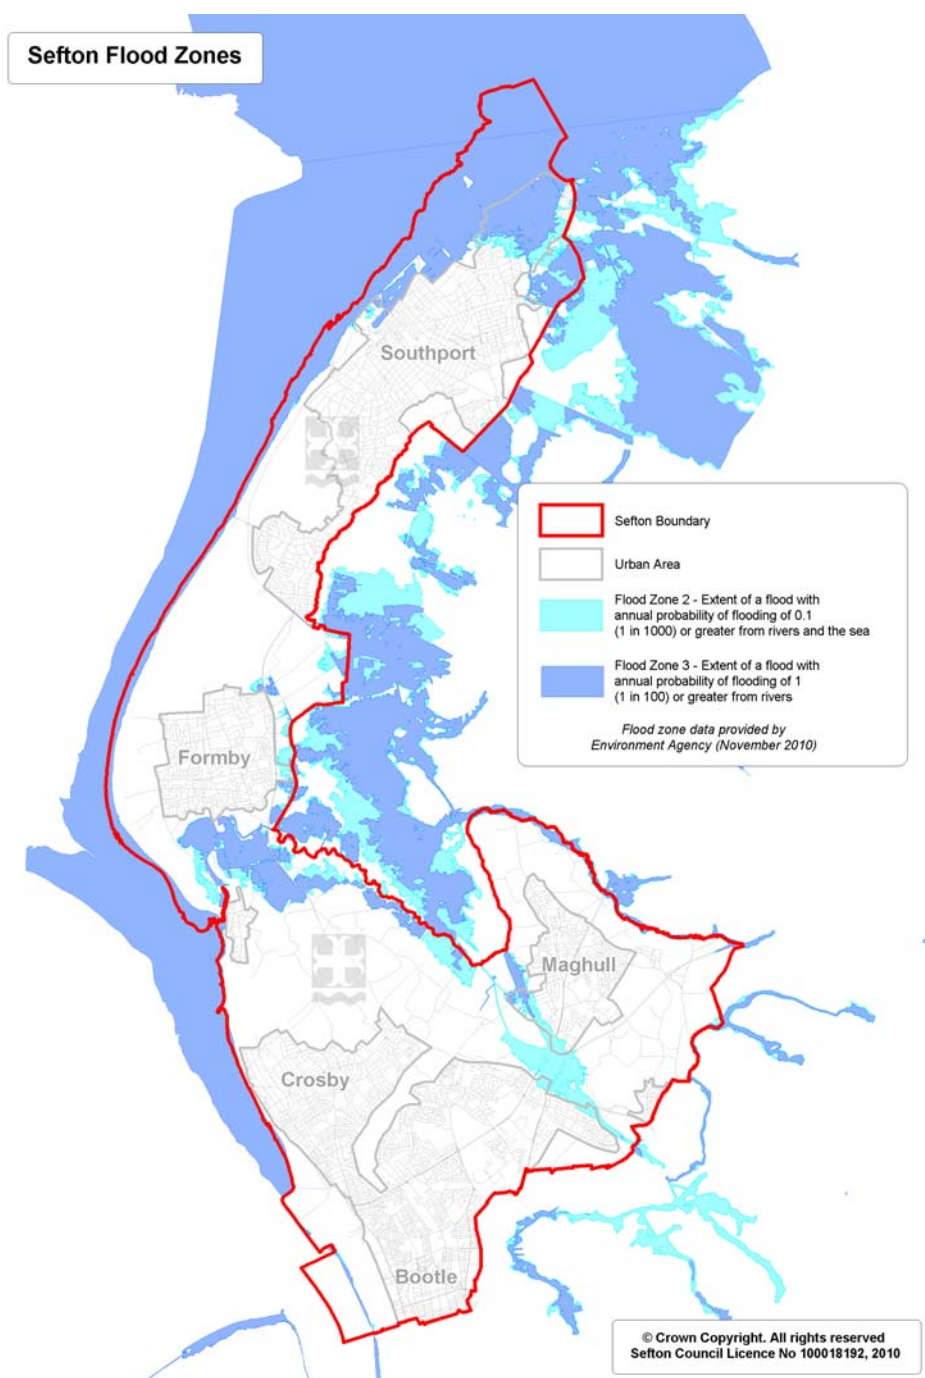 Sefton Flood Zones
Southport
Sefton Boundary
Urban Area
Flood Zone 2 - Extent of a flood with
annual probability of flooding of 0.1
(1 in 1000) or greater from rivers and the sea
Flood Zone 3 - Extent of a flood with
annual probability of flooding of 1
(1 in 100) or greater from rivers
Flood zone data provided by
Environment Agency (November 2010)
Formby
Maghull
Crosby
Bootle
© Crown Copyright. All rights reserved
Sefton Council Licence No 100018192, 2010